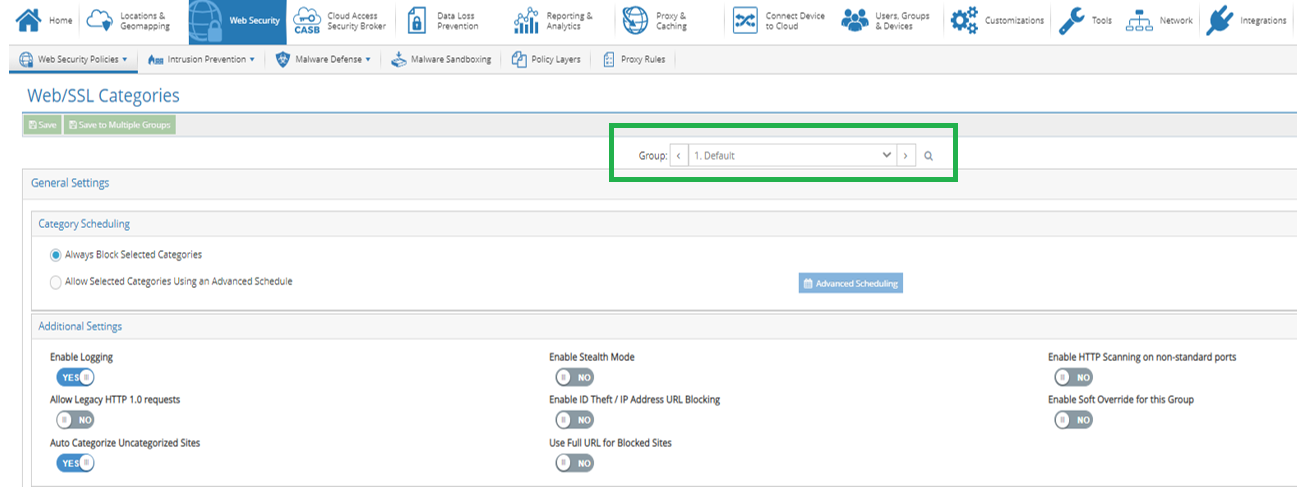 Home
Locations &
Geomapping
Web Security
CASB
Cloud Access
Security Broker
Data Loss
Prevention
Reporting &
Analytics
Proxy &
Caching
Connect Device
to Cloud
Users, Groups
& Devices
Customizations
Tools
Network
Integrations
Web Security Policies
Intrusion Prevention
Malware Defense
Malware Sandboxing
Policy Layers
Proxy Rules
Web/SSL Categories
Save
Save to Multiple Groups
Group: < 1. Default >
General Settings
Category Scheduling
Always Block Selected Categories
Allow Selected Categories Using an Advanced Schedule
Advanced Scheduling
Additional Settings
Enable Logging
YES
Enable Stealth Mode
NO
Enable HTTP Scanning on non-standard ports
NO
Allow Legacy HTTP 1.0 requests
NO
Enable ID Theft / IP Address URL Blocking
NO
Enable Soft Override for this Group
NO
Auto Categorize Uncategorized Sites
YES
Use Full URL for Blocked Sites
NO